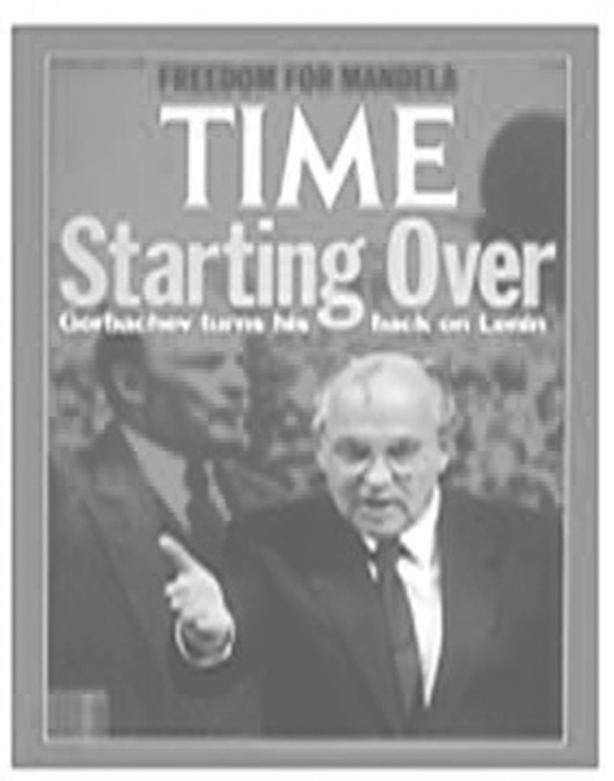 FREEDOM FOR MANDELA
TIME
Starting Over
Gorbachev turns his back on Lenin